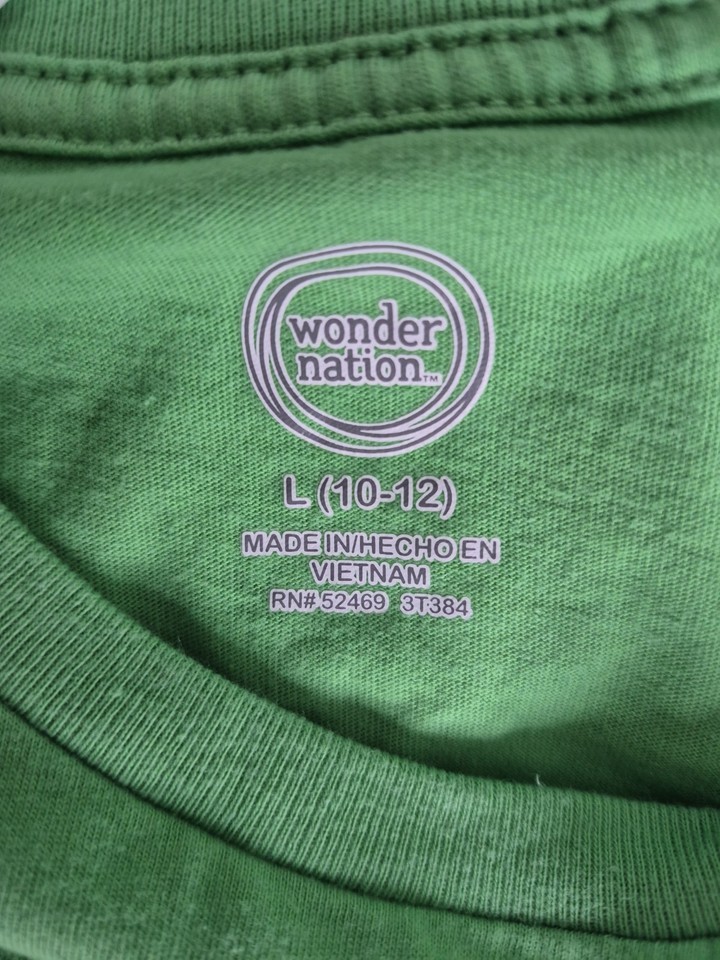 wonder
nation™
L (10-12)
MADE IN/HECHO EN
VIETNAM
RN# 52469 3T384